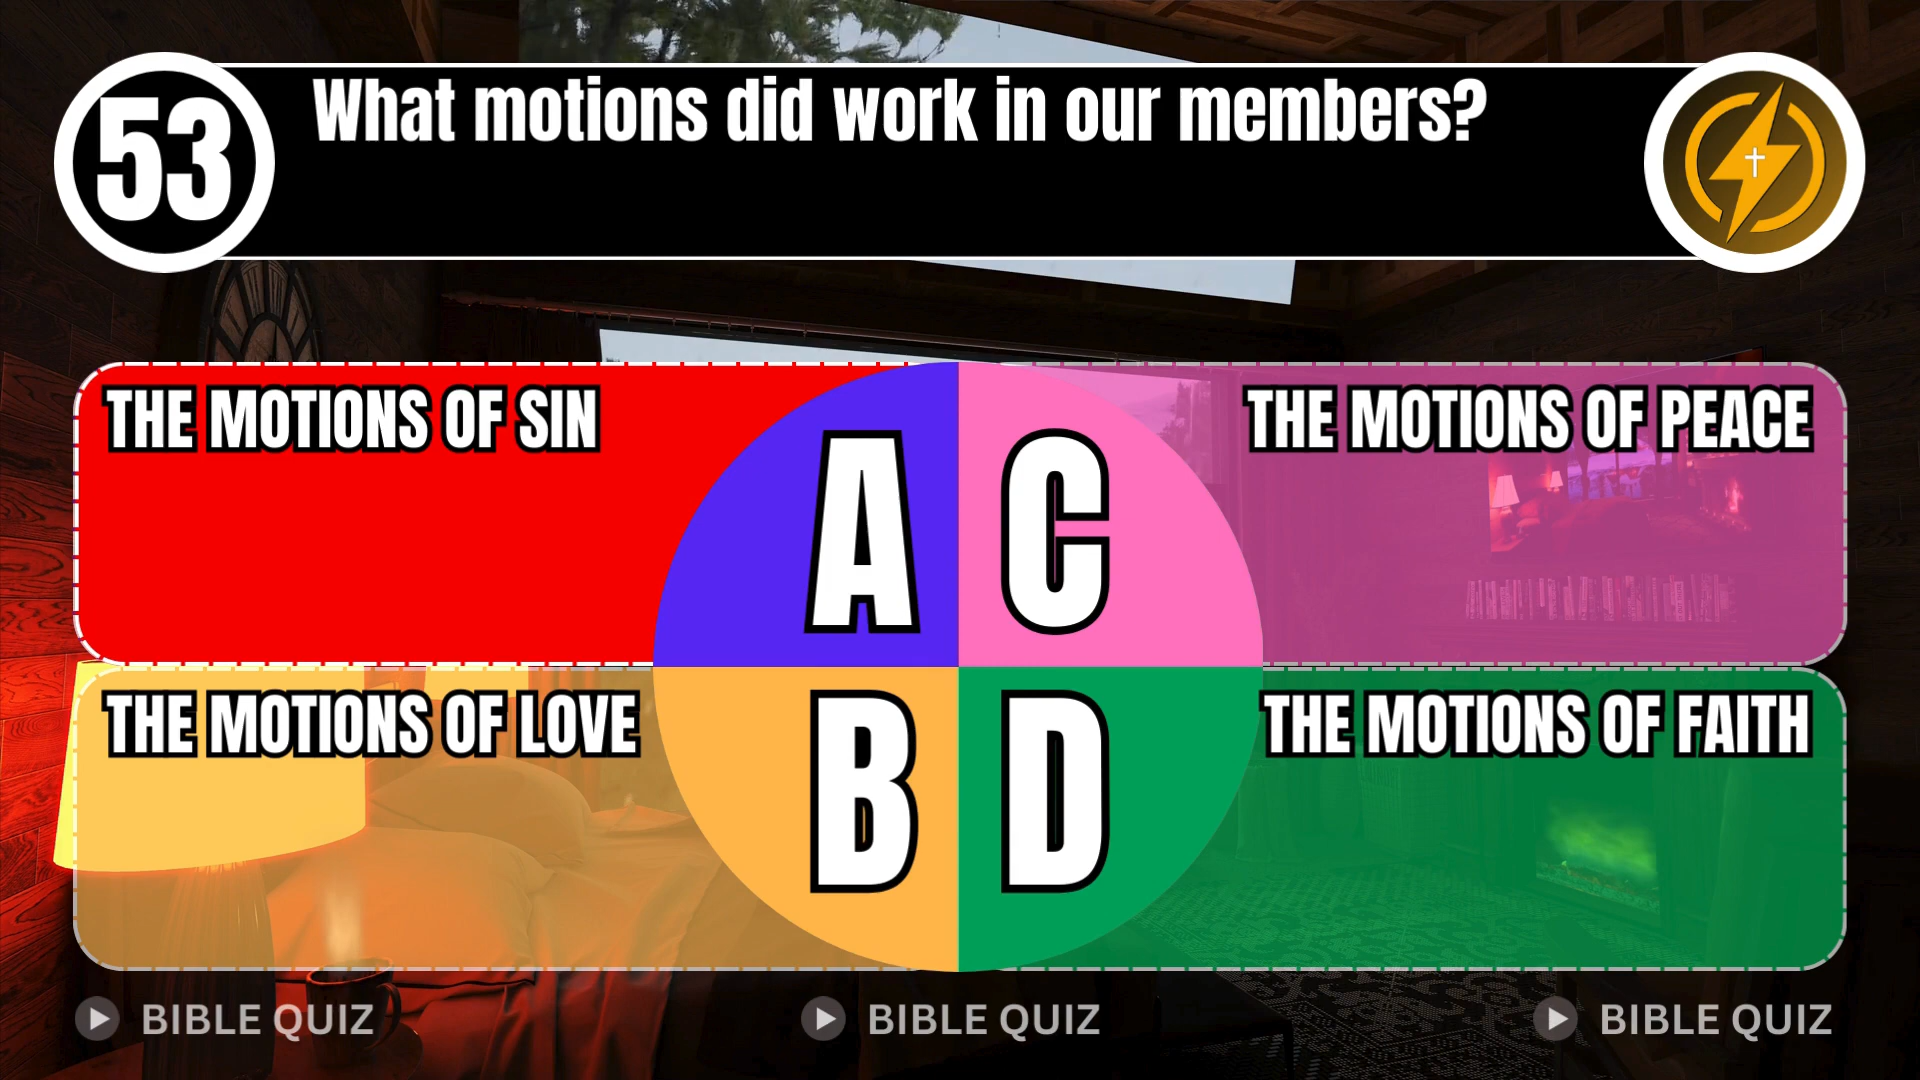 53
What motions did work in our members?
THE MOTIONS OF SIN
A
C
THE MOTIONS OF PEACE
THE MOTIONS OF LOVE
B
D
THE MOTIONS OF FAITH
BIBLE QUIZ
BIBLE QUIZ
BIBLE QUIZ